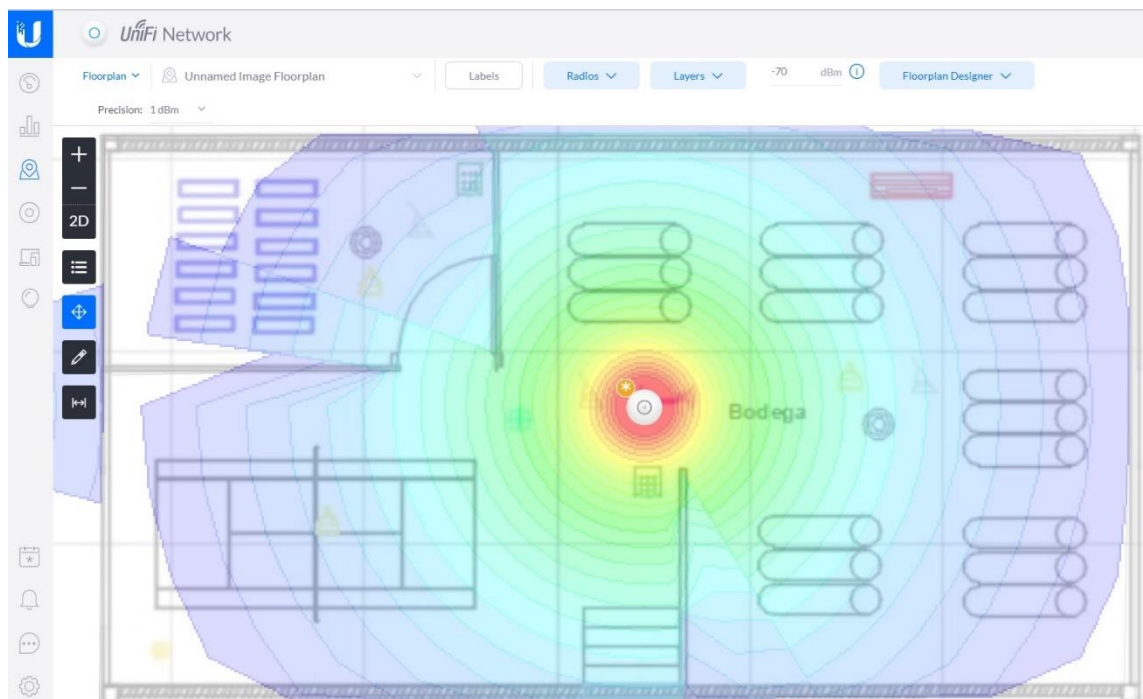 UniFi Network
Floorplan Unnamed Image Floorplan Labels Radios Layers -70 dBm Floorplan Designer
Precision: 1 dBm
2D
Bodega